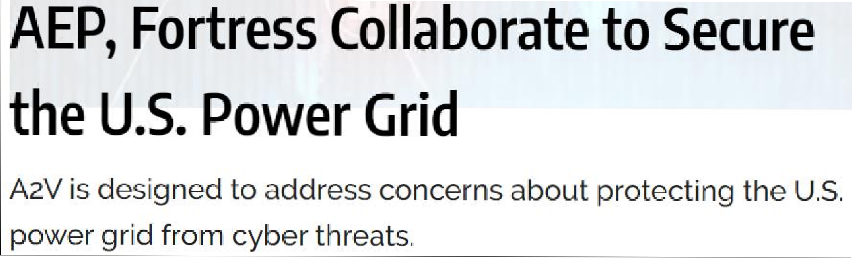 AEP, Fortress Collaborate to Secure
the U.S. Power Grid
A2V is designed to address concerns about protecting the U.S.
power grid from cyber threats.